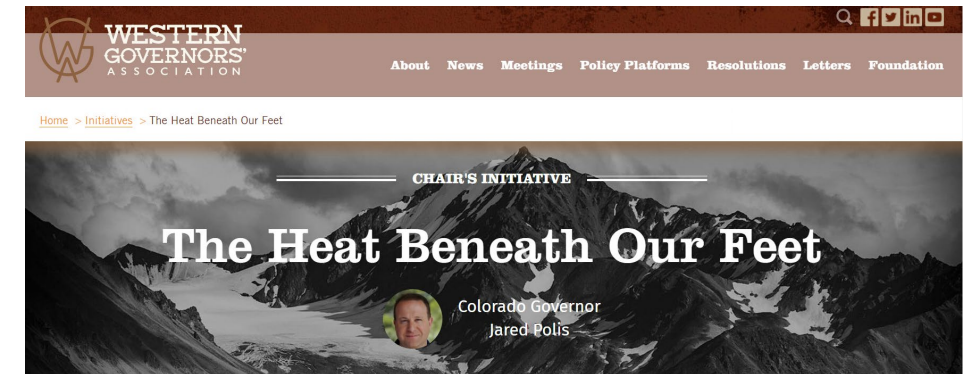 WESTERN
GOVERNORS'
ASSOCIATION
About News Meetings Policy Platforms Resolutions Letters Foundation
Home > Initiatives > The Heat Beneath Our Feet
CHAIR'S INITIATIVE
The Heat Beneath Our Feet
Colorado Governor
Jared Polis